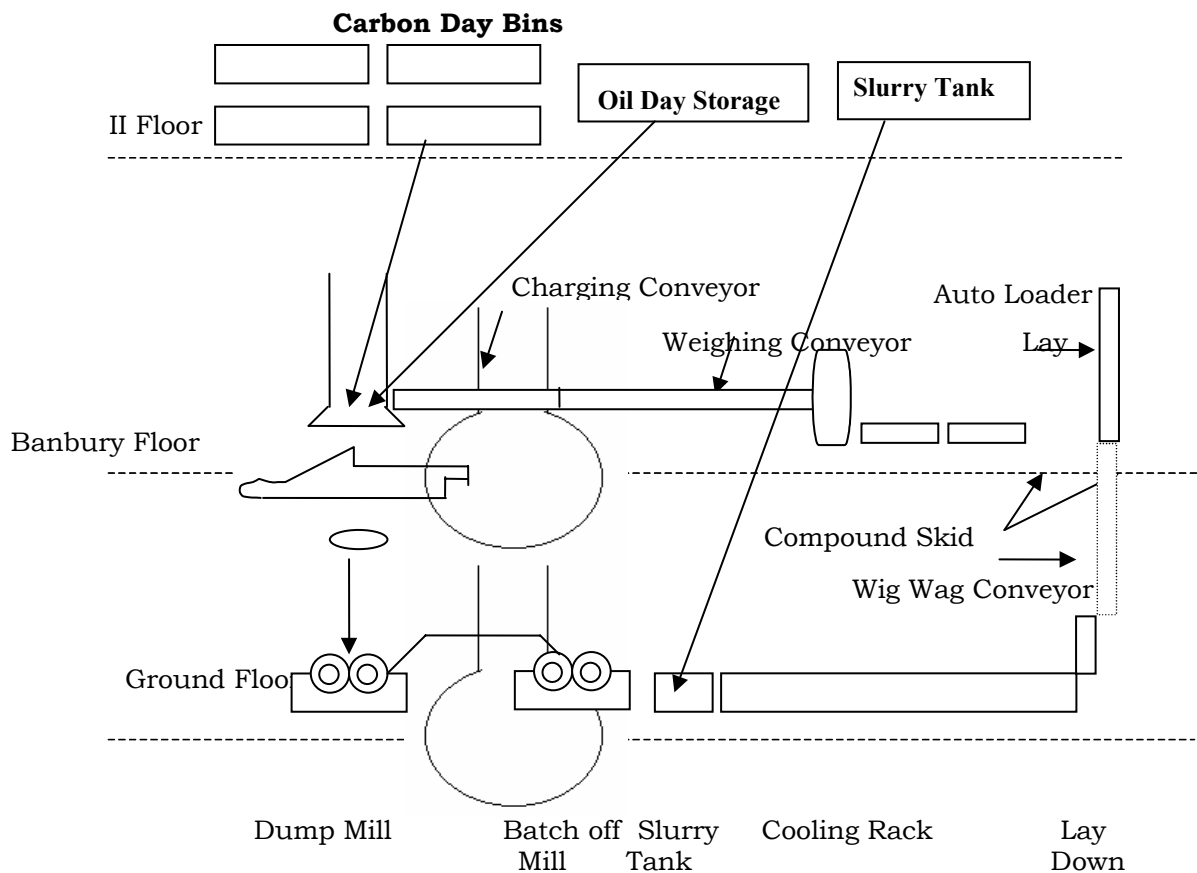 Carbon Day Bins
Oil Day Storage
Slurry Tank
II Floor
Charging Conveyor
Auto Loader
Weighing Conveyor
Lay
Banbury Floor
Compound Skid
Wig Wag Conveyor
Ground Floor
Dump Mill
Batch off
Mill
Slurry
Tank
Cooling Rack
Lay
Down